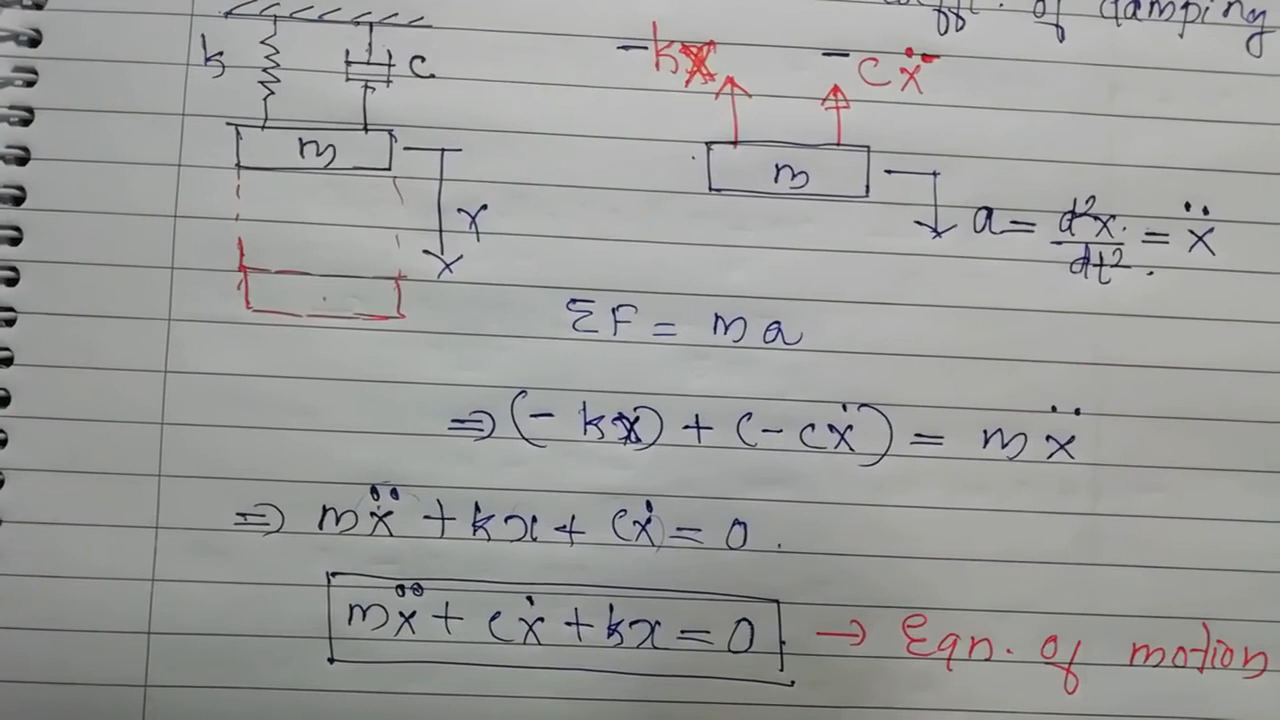 of damping
k
c
m
x
-kx
-cẋ
m
a = d²x/dt² = ẍ
ΣF = ma
⇒ (-kx) + (-cẋ) = mẍ
⇒ mẍ + kx + cẋ = 0.
mẍ + cẋ + kx = 0 → Eqn. of motion